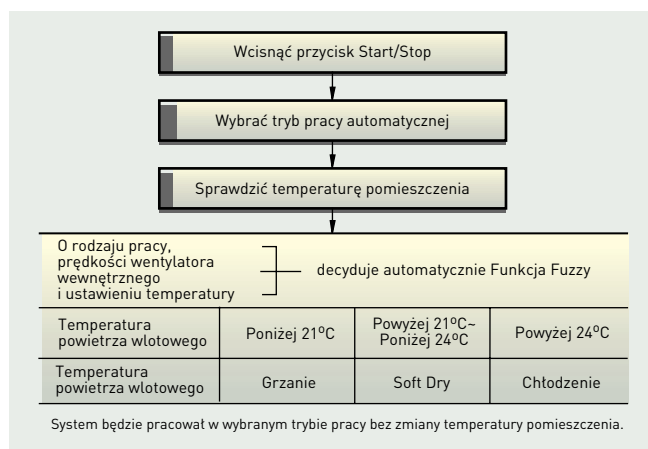 Wcisnąć przycisk Start/Stop
Wybrać tryb pracy automatycznej
Sprawdzić temperaturę pomieszczenia
O rodzaju pracy,
prędkości wentylatora
wewnętrznego
i ustawieniu temperatury
decyduje automatycznie Funkcja Fuzzy
Temperatura
powietrza wlotowego
Poniżej 21ºC
Powyżej 21ºC~
Poniżej 24ºC
Powyżej 24ºC
Temperatura
powietrza wlotowego
Grzanie
Soft Dry
Chłodzenie
System będzie pracował w wybranym trybie pracy bez zmiany temperatury pomieszczenia.